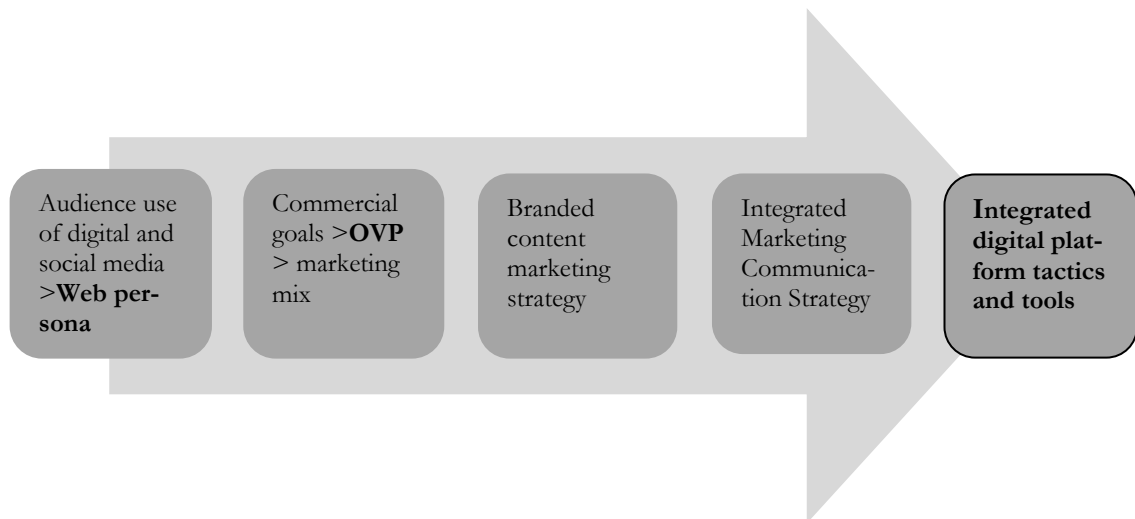 Audience use
of digital and
social media
>Web per-
sona
Commercial
goals >OVP
> marketing
mix
Branded
content
marketing
strategy
Integrated
Marketing
Communica-
tion Strategy
Integrated
digital plat-
form tactics
and tools